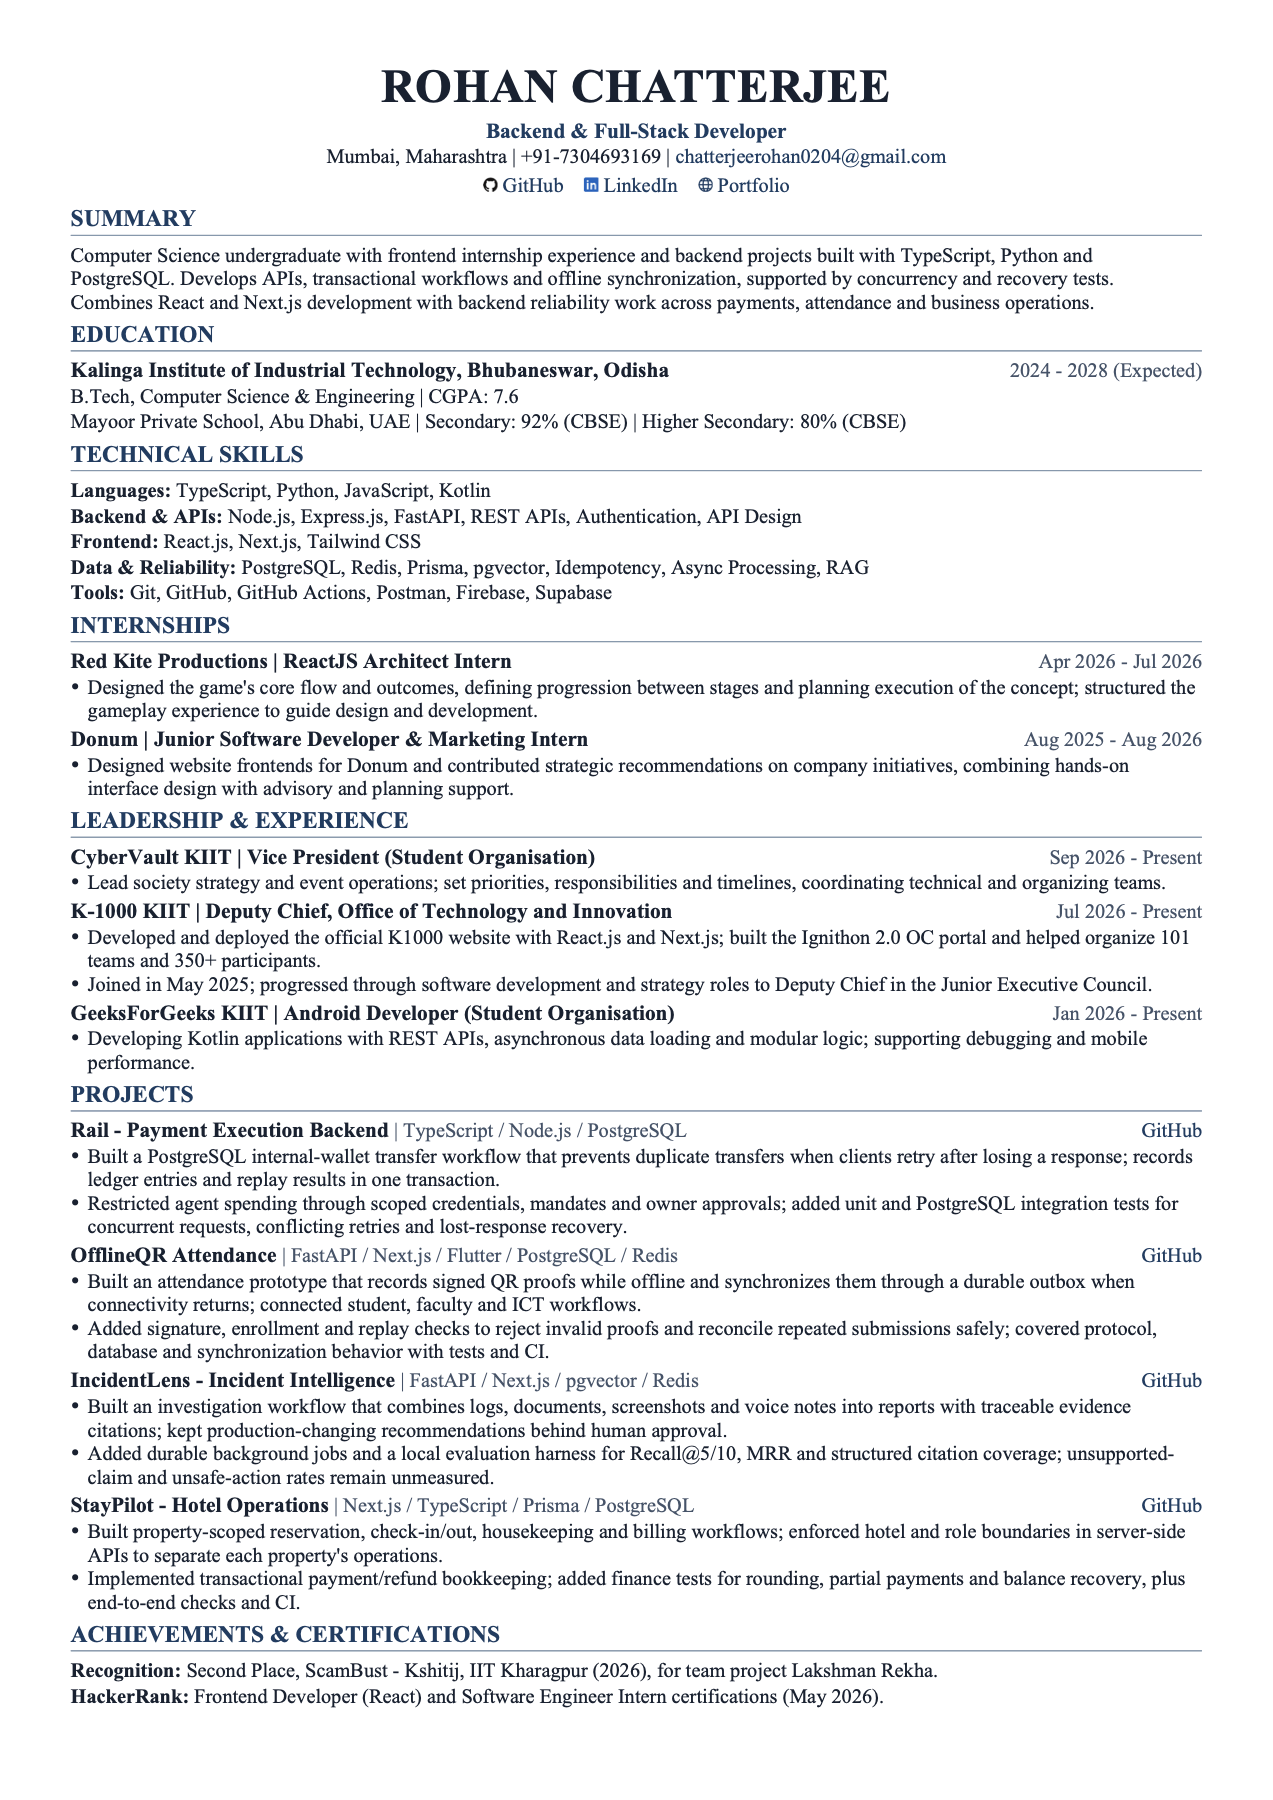 ROHAN CHATTERJEE
Backend & Full-Stack Developer
Mumbai, Maharashtra | +91-7304693169 | chatterjeerohan0204@gmail.com
GitHub LinkedIn Portfolio
SUMMARY
Computer Science undergraduate with frontend internship experience and backend projects built with TypeScript, Python and
PostgreSQL. Develops APIs, transactional workflows and offline synchronization, supported by concurrency and recovery tests.
Combines React and Next.js development with backend reliability work across payments, attendance and business operations.
EDUCATION
Kalinga Institute of Industrial Technology, Bhubaneswar, Odisha 2024 - 2028 (Expected)
B.Tech, Computer Science & Engineering | CGPA: 7.6
Mayoor Private School, Abu Dhabi, UAE | Secondary: 92% (CBSE) | Higher Secondary: 80% (CBSE)
TECHNICAL SKILLS
Languages: TypeScript, Python, JavaScript, Kotlin
Backend & APIs: Node.js, Express.js, FastAPI, REST APIs, Authentication, API Design
Frontend: React.js, Next.js, Tailwind CSS
Data & Reliability: PostgreSQL, Redis, Prisma, pgvector, Idempotency, Async Processing, RAG
Tools: Git, GitHub, GitHub Actions, Postman, Firebase, Supabase
INTERNSHIPS
Red Kite Productions | ReactJS Architect Intern Apr 2026 - Jul 2026
• Designed the game's core flow and outcomes, defining progression between stages and planning execution of the concept; structured the
gameplay experience to guide design and development.
Donum | Junior Software Developer & Marketing Intern Aug 2025 - Aug 2026
• Designed website frontends for Donum and contributed strategic recommendations on company initiatives, combining hands-on
interface design with advisory and planning support.
LEADERSHIP & EXPERIENCE
CyberVault KIIT | Vice President (Student Organisation) Sep 2026 - Present
• Lead society strategy and event operations; set priorities, responsibilities and timelines, coordinating technical and organizing teams.
K-1000 KIIT | Deputy Chief, Office of Technology and Innovation Jul 2026 - Present
• Developed and deployed the official K1000 website with React.js and Next.js; built the Ignithon 2.0 OC portal and helped organize 101
teams and 350+ participants.
• Joined in May 2025; progressed through software development and strategy roles to Deputy Chief in the Junior Executive Council.
GeeksForGeeks KIIT | Android Developer (Student Organisation) Jan 2026 - Present
• Developing Kotlin applications with REST APIs, asynchronous data loading and modular logic; supporting debugging and mobile
performance.
PROJECTS
Rail - Payment Execution Backend | TypeScript / Node.js / PostgreSQL GitHub
• Built a PostgreSQL internal-wallet transfer workflow that prevents duplicate transfers when clients retry after losing a response; records
ledger entries and replay results in one transaction.
• Restricted agent spending through scoped credentials, mandates and owner approvals; added unit and PostgreSQL integration tests for
concurrent requests, conflicting retries and lost-response recovery.
OfflineQR Attendance | FastAPI / Next.js / Flutter / PostgreSQL / Redis GitHub
• Built an attendance prototype that records signed QR proofs while offline and synchronizes them through a durable outbox when
connectivity returns; connected student, faculty and ICT workflows.
• Added signature, enrollment and replay checks to reject invalid proofs and reconcile repeated submissions safely; covered protocol,
database and synchronization behavior with tests and CI.
IncidentLens - Incident Intelligence | FastAPI / Next.js / pgvector / Redis GitHub
• Built an investigation workflow that combines logs, documents, screenshots and voice notes into reports with traceable evidence
citations; kept production-changing recommendations behind human approval.
• Added durable background jobs and a local evaluation harness for Recall@5/10, MRR and structured citation coverage; unsupported-
claim and unsafe-action rates remain unmeasured.
StayPilot - Hotel Operations | Next.js / TypeScript / Prisma / PostgreSQL GitHub
• Built property-scoped reservation, check-in/out, housekeeping and billing workflows; enforced hotel and role boundaries in server-side
APIs to separate each property's operations.
• Implemented transactional payment/refund bookkeeping; added finance tests for rounding, partial payments and balance recovery, plus
end-to-end checks and CI.
ACHIEVEMENTS & CERTIFICATIONS
Recognition: Second Place, ScamBust - Kshitij, IIT Kharagpur (2026), for team project Lakshman Rekha.
HackerRank: Frontend Developer (React) and Software Engineer Intern certifications (May 2026).